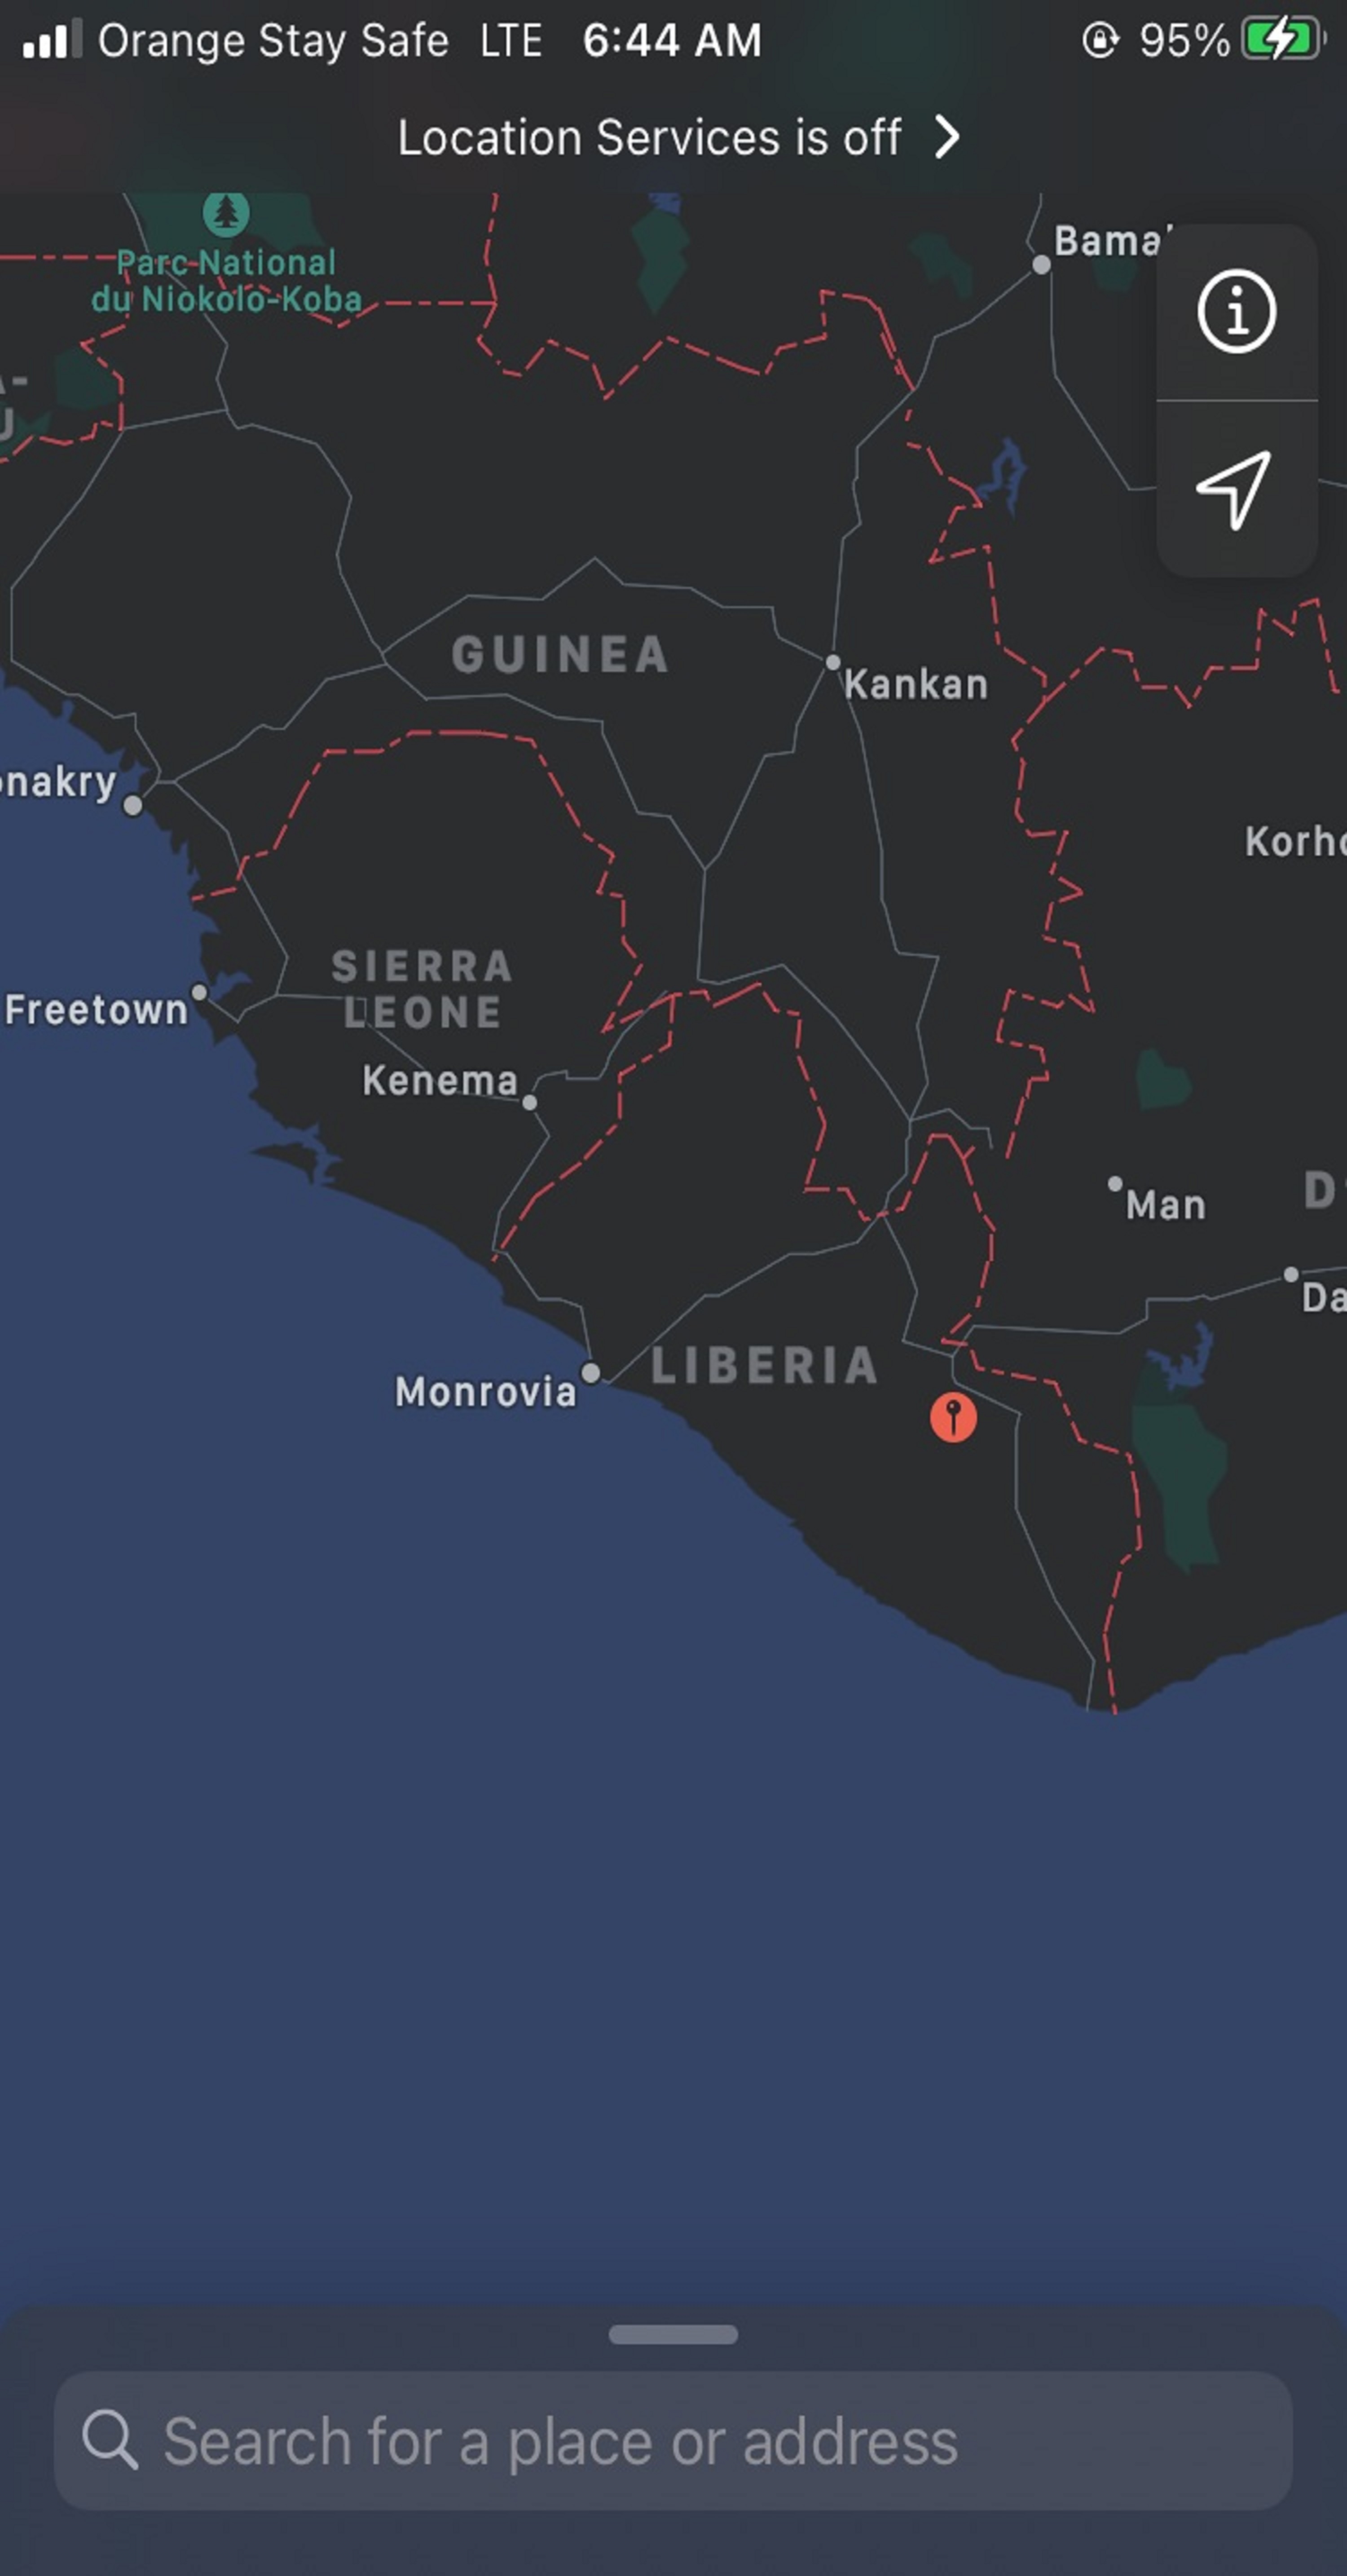 Orange Stay Safe LTE 6:44 AM 95%
Location Services is off
Parc National
du Niokolo-Koba
GUINEA
Kankan
SIERRA
LEONE
Freetown
Kenema
Man
LIBERIA
Monrovia
Search for a place or address